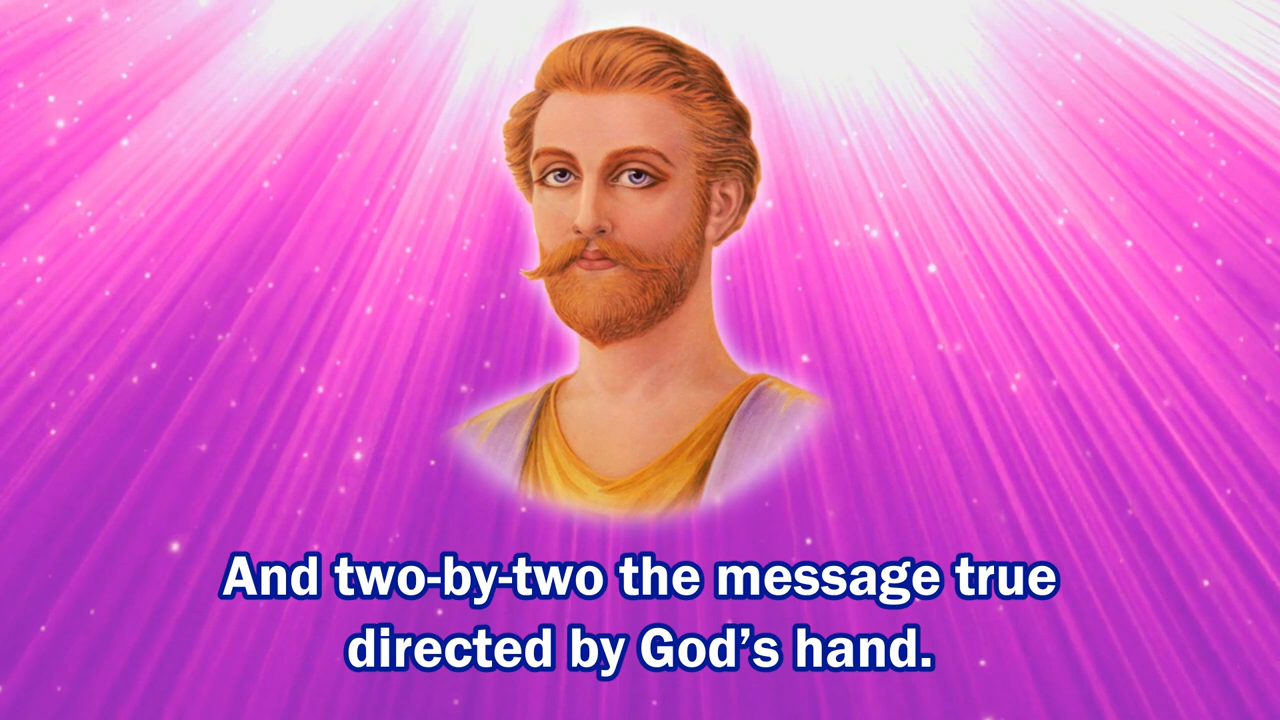 And two-by-two the message true
directed by God’s hand.